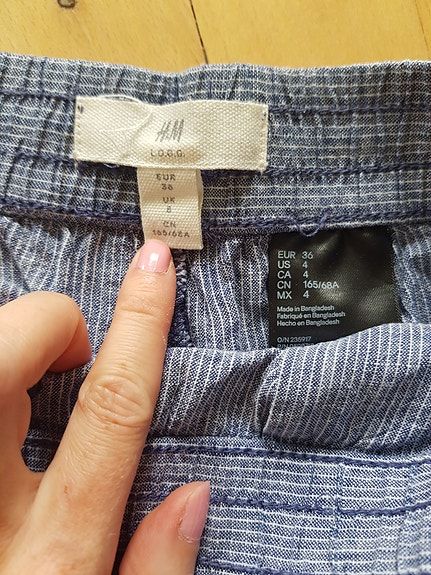 H&M
L.O.G.G.
EUR
36
UK
CN
165/68A
EUR 36
US 4
CA 4
CN 165/68A
MX 4
Made in Bangladesh
Fabriqué en Bangladesh
Hecho en Bangladesh
O/N 235917